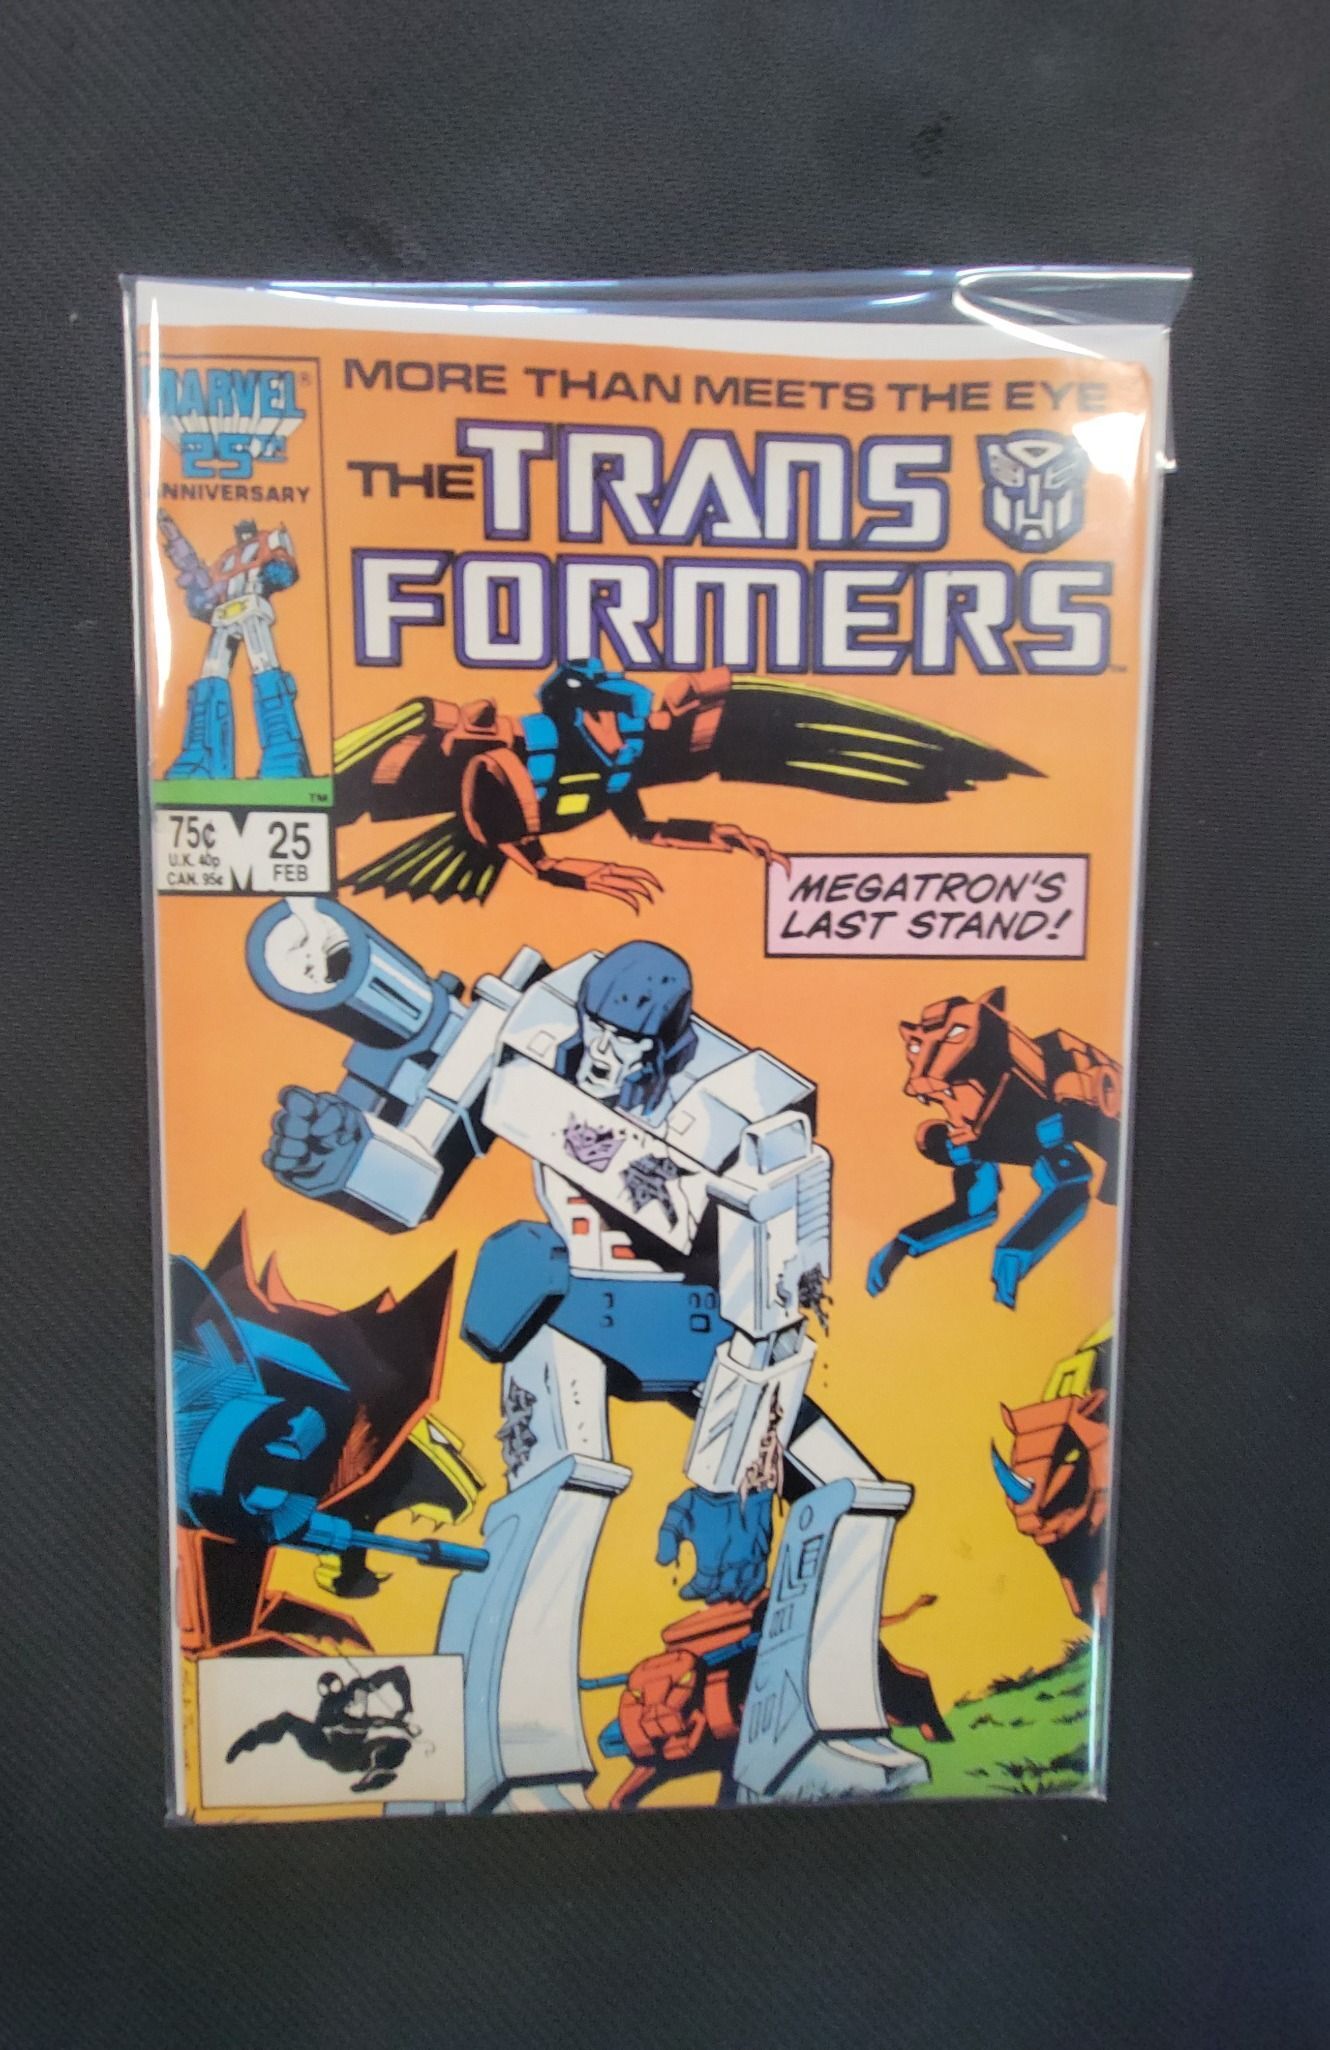 MARVEL®
25TH
ANNIVERSARY
MORE THAN MEETS THE EYE
THE TRANS
FORMERS™
TM
75¢
U.K. 40p
CAN. 95¢
M
25
FEB
MEGATRON'S
LAST STAND!